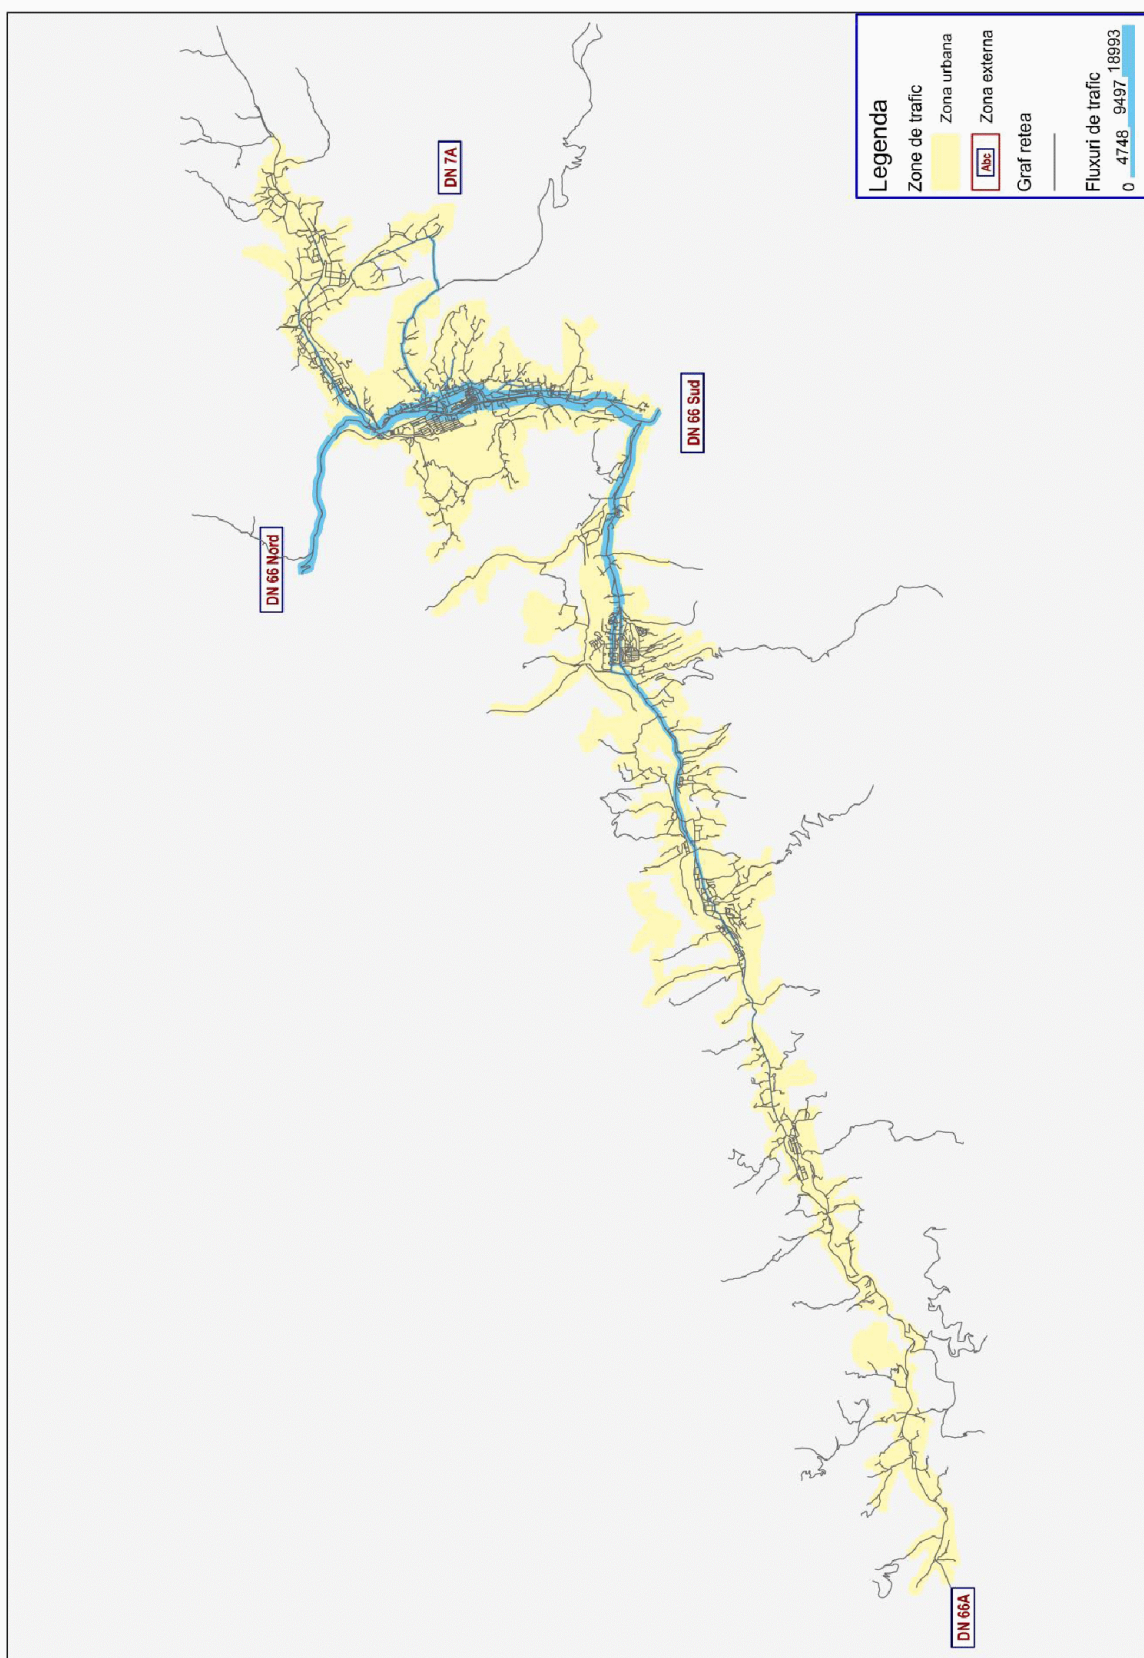 Legenda
Zone de trafic
Zona urbana
Abc
Zona externa
Graf retea
Fluxuri de trafic
0 4748 9497 18993
DN 66A
DN 66 Nord
DN 66 Sud
DN 7A